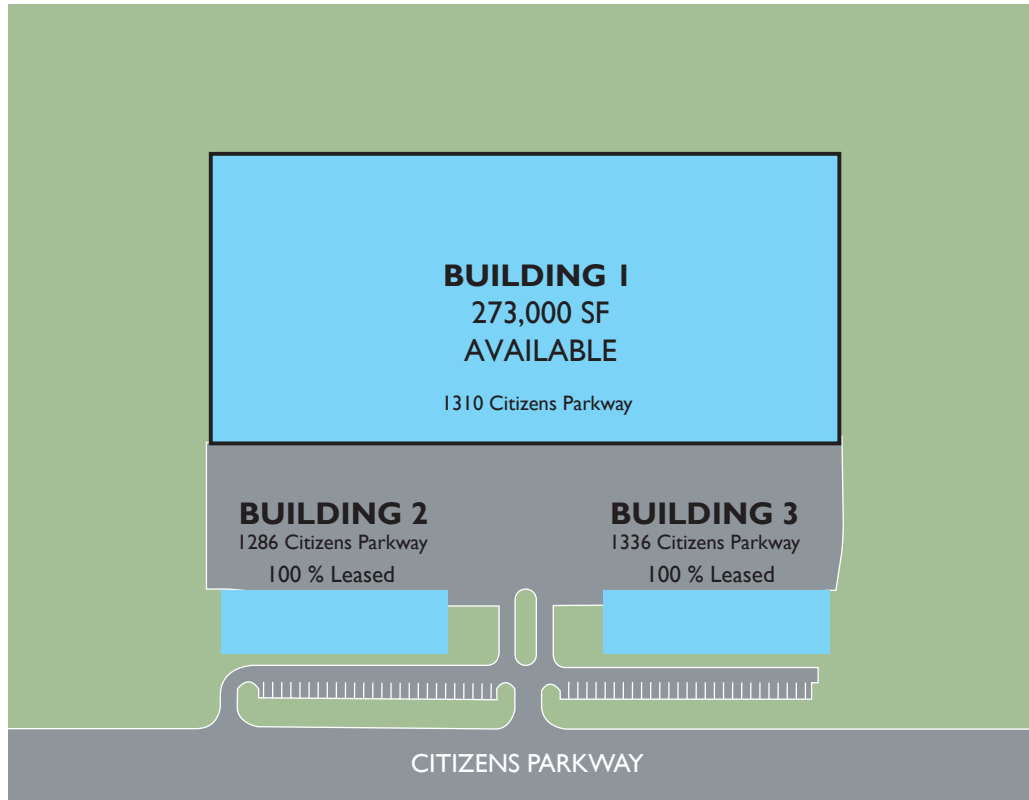 BUILDING 1
273,000 SF
AVAILABLE
1310 Citizens Parkway
BUILDING 2
1286 Citizens Parkway
100 % Leased
BUILDING 3
1336 Citizens Parkway
100 % Leased
CITIZENS PARKWAY